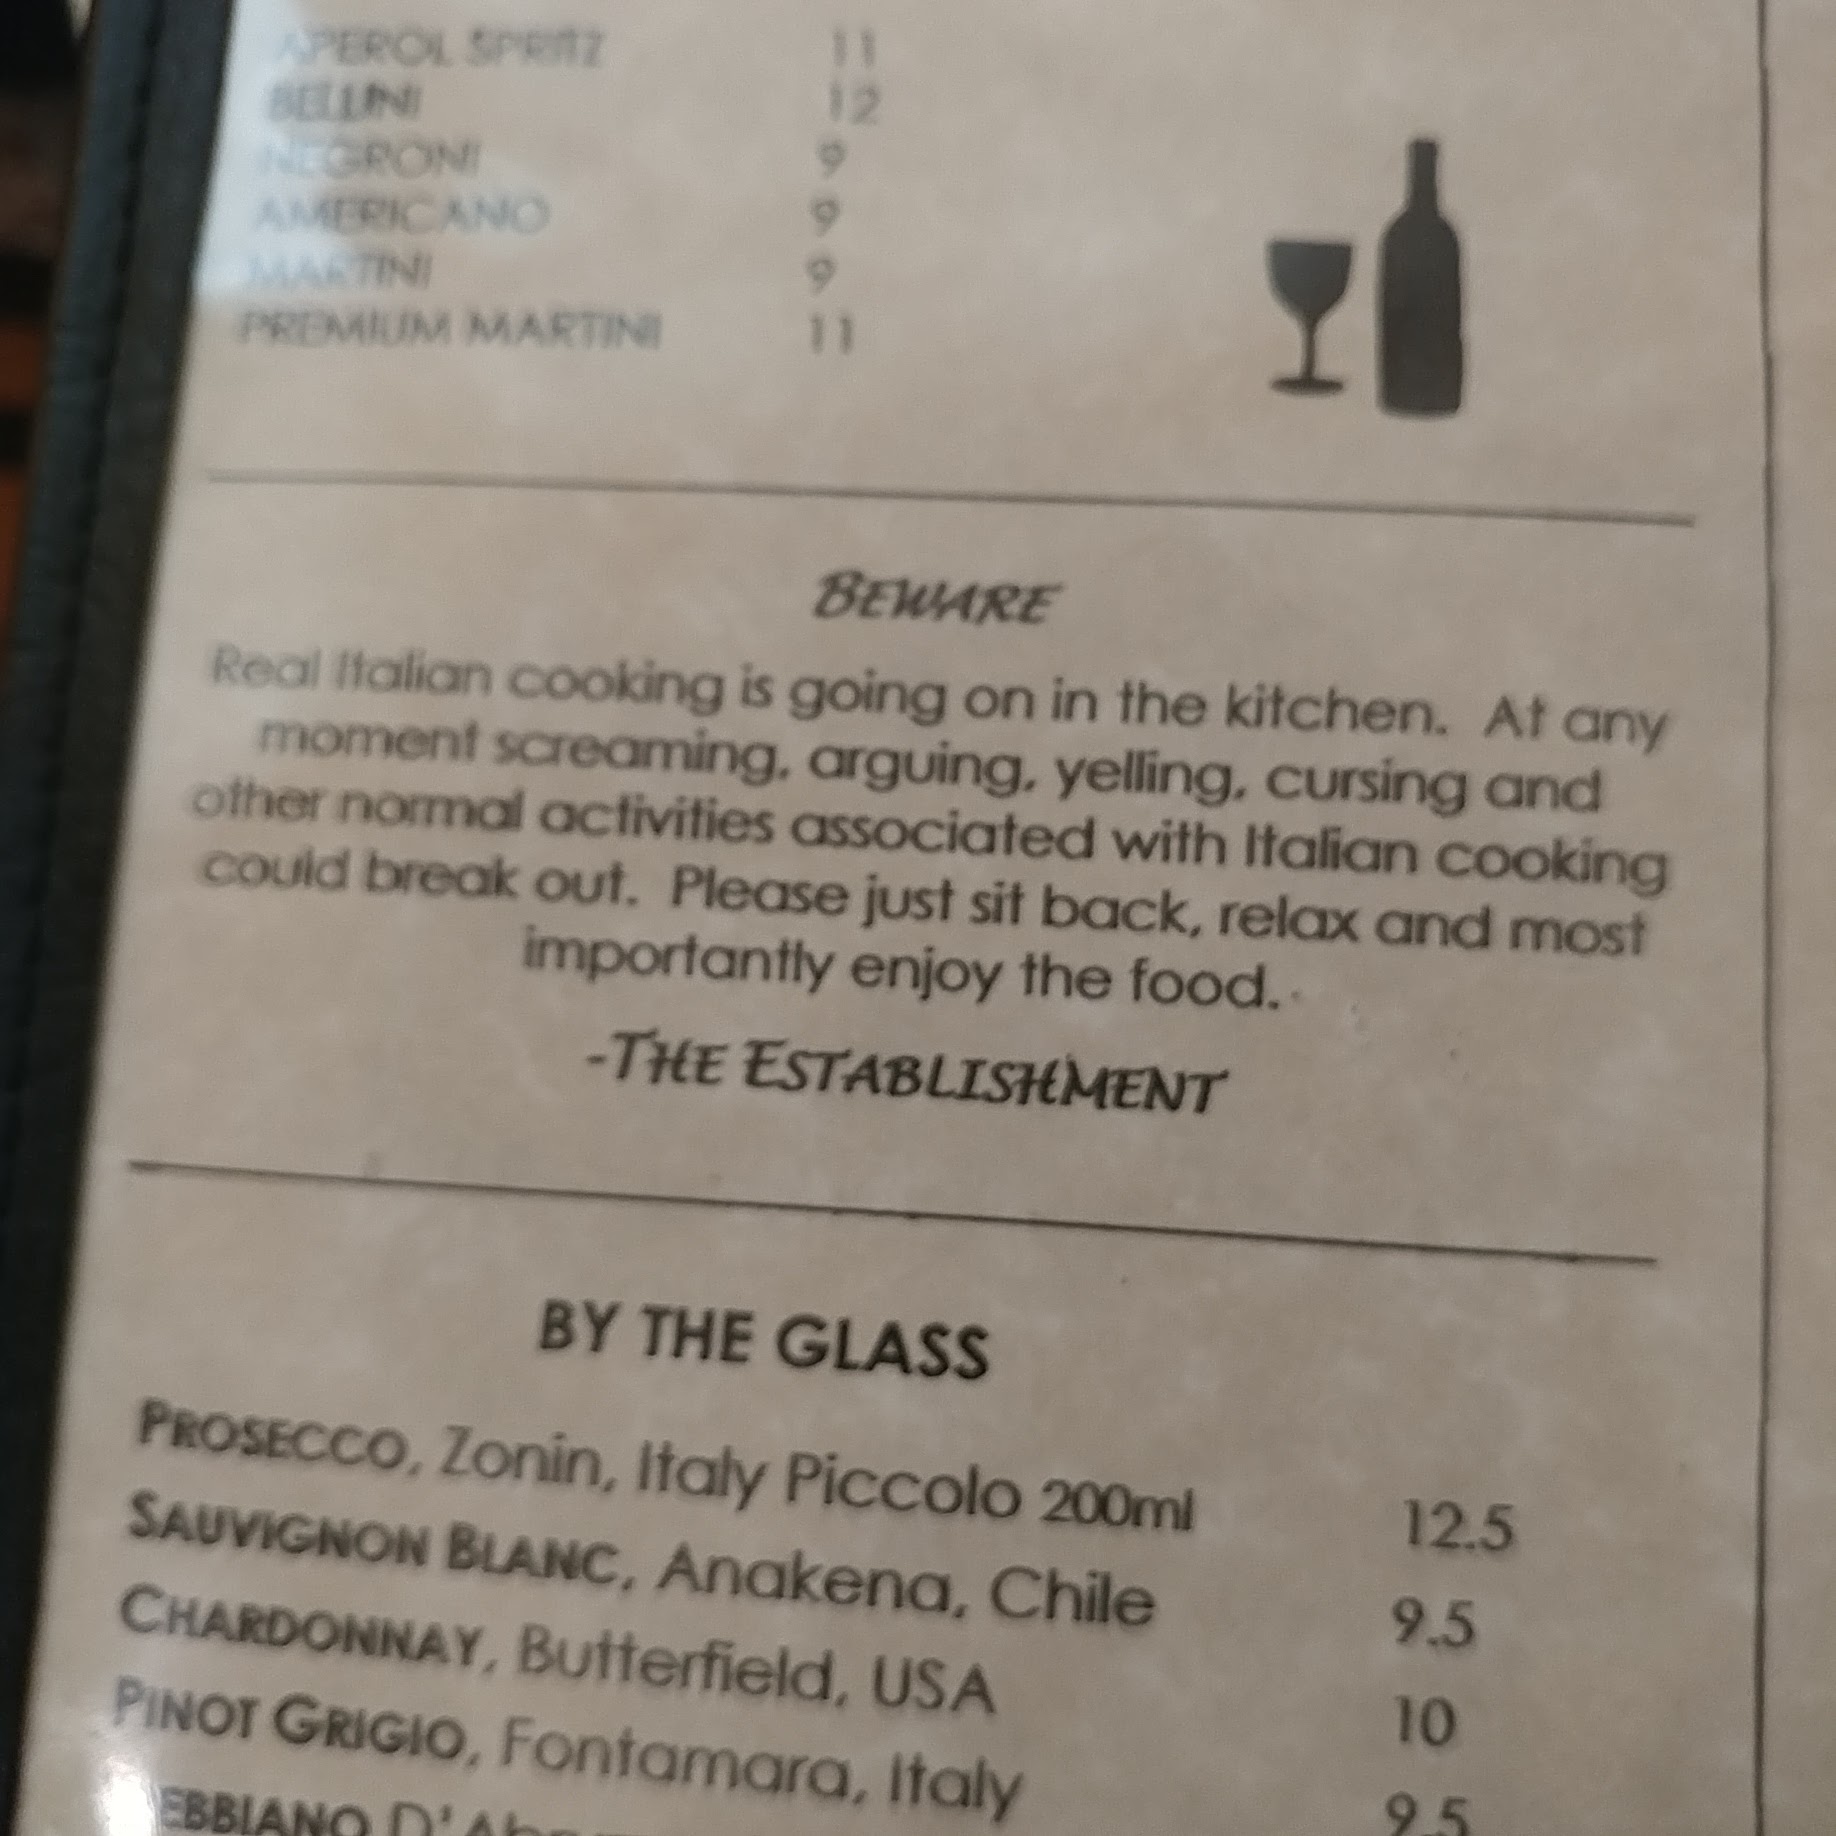 APEROL SPRITZ 11
BELLINI 12
NEGRONI 9
AMERICANO 9
MARTINI 9
PREMIUM MARTINI 11
BEWARE
Real Italian cooking is going on in the kitchen. At any
moment screaming, arguing, yelling, cursing and
other normal activities associated with Italian cooking
could break out. Please just sit back, relax and most
importantly enjoy the food.
-THE ESTABLISHMENT
BY THE GLASS
PROSECCO, Zonin, Italy Piccolo 200ml 12.5
SAUVIGNON BLANC, Anakena, Chile 9.5
CHARDONNAY, Butterfield, USA 10
PINOT GRIGIO, Fontamara, Italy 9.5